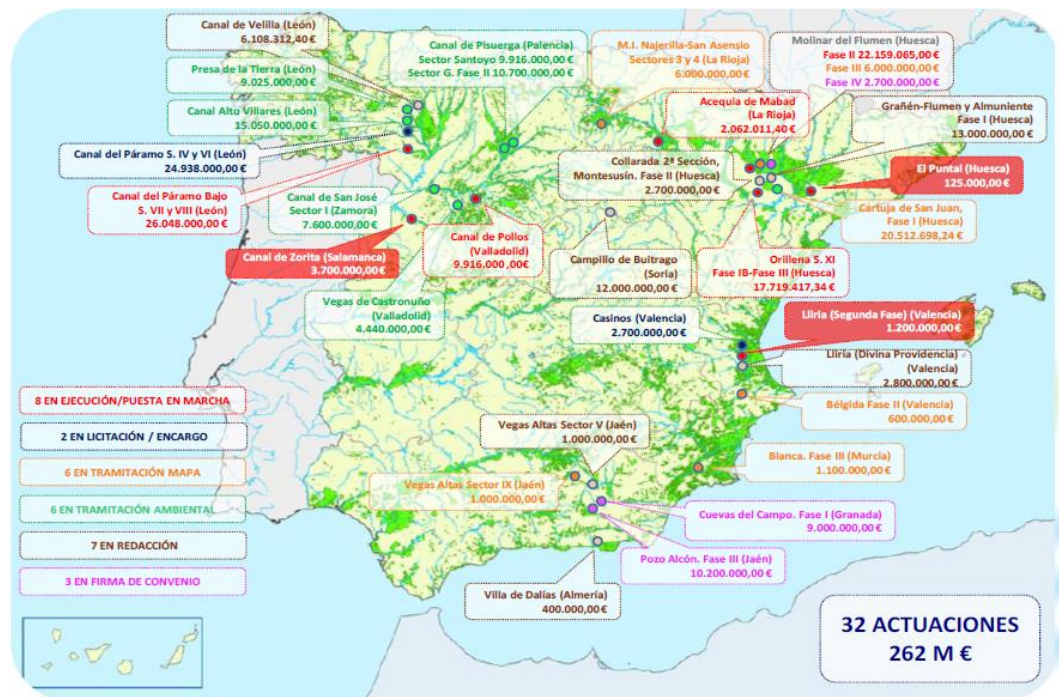 Canal de Velilla (León)
6.108.312,40 €
Presa de la Tierra (León)
9.025.000,00 €
Canal Alto Villares (León)
15.050.000,00 €
Canal del Páramo S. IV y VI (León)
24.938.000,00 €
Canal del Páramo Bajo
S. VII y VIII (León)
26.048.000,00 €
Canal de Zorita (Salamanca)
3.700.000,00 €
Canal de San José
Sector I (Zamora)
7.600.000,00 €
Vegas de Castronuño
(Valladolid)
4.440.000,00 €
Canal de Pollos
(Valladolid)
9.916.000,00 €
Canal de Pisuerga (Palencia)
Sector Santoyo 9.916.000,00 €
Sector G. Fase II 10.700.000,00 €
M.I. Najerilla-San Asensio
Sectores 3 y 4 (La Rioja)
6.000.000,00 €
Acequia de Mabad
(La Rioja)
2.062.011,40 €
Molinar del Flumen (Huesca)
Fase II 22.159.065,00 €
Fase III 6.000.000,00 €
Fase IV 2.700.000,00 €
Grañén-Flumen y Almuniente
Fase I (Huesca)
13.000.000,00 €
Collarada 2ª Sección,
Montesusín. Fase II (Huesca)
2.700.000,00 €
El Puntal (Huesca)
125.000,00 €
Cartuja de San Juan,
Fase I (Huesca)
20.512.698,24 €
Campillo de Buitrago
(Soria)
12.000.000,00 €
Orillena S. XI
Fase IB-Fase III (Huesca)
17.719.417,34 €
Casinos (Valencia)
2.700.000,00 €
Lliria (Segunda Fase) (Valencia)
1.200.000,00 €
Lliria (Divina Providencia)
(Valencia)
2.800.000,00 €
Bélgida Fase II (Valencia)
600.000,00 €
Vegas Altas Sector V (Jaén)
1.000.000,00 €
Vegas Altas Sector IX (Jaén)
1.000.000,00 €
Blanca. Fase III (Murcia)
1.100.000,00 €
Cuevas del Campo. Fase I (Granada)
9.000.000,00 €
Pozo Alcón. Fase III (Jaén)
10.200.000,00 €
Villa de Dalías (Almería)
400.000,00 €
8 EN EJECUCIÓN/PUESTA EN MARCHA
2 EN LICITACIÓN / ENCARGO
6 EN TRAMITACIÓN MAPA
6 EN TRAMITACIÓN AMBIENTAL
7 EN REDACCIÓN
3 EN FIRMA DE CONVENIO
32 ACTUACIONES
262 M €